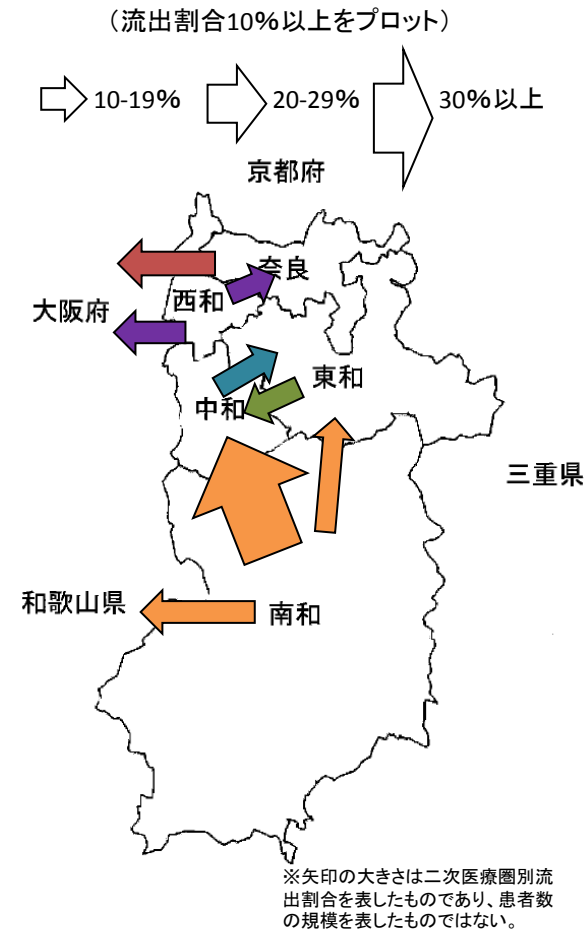 （流出割合10％以上をプロット）
10-19％
20-29％
30％以上
京都府
奈良
西和
大阪府
東和
中和
三重県
和歌山県
南和
※矢印の大きさは二次医療圏別流
出割合を表したものであり、患者数
の規模を表したものではない。